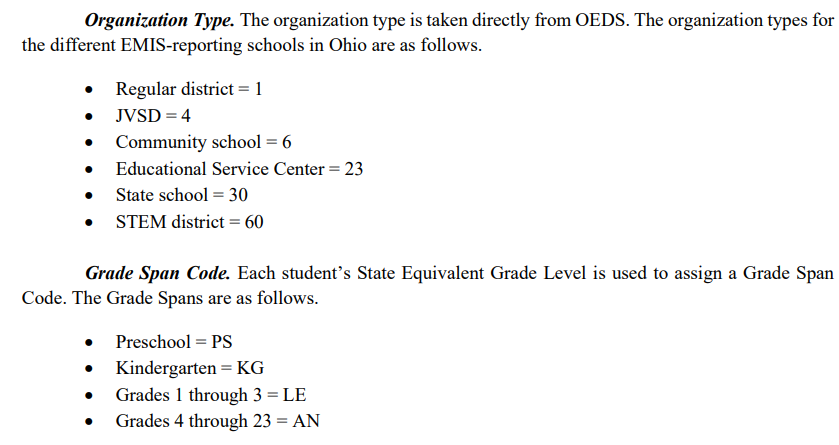 Organization Type. The organization type is taken directly from OEDS. The organization types for
the different EMIS-reporting schools in Ohio are as follows.
• Regular district = 1
• JVSD = 4
• Community school = 6
• Educational Service Center = 23
• State school = 30
• STEM district = 60
Grade Span Code. Each student’s State Equivalent Grade Level is used to assign a Grade Span
Code. The Grade Spans are as follows.
• Preschool = PS
• Kindergarten = KG
• Grades 1 through 3 = LE
• Grades 4 through 23 = AN